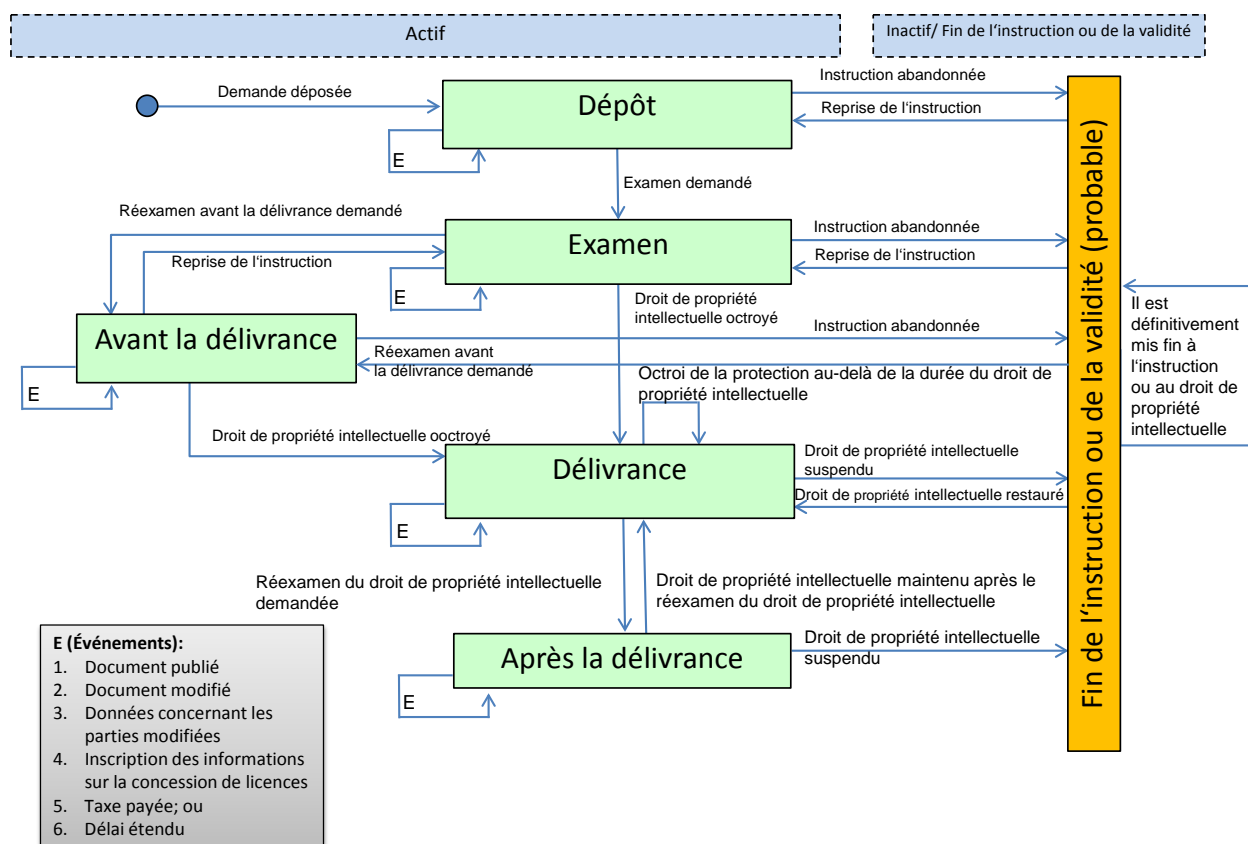 Actif
Inactif/ Fin de l‘instruction ou de la validité
Demande déposée
Dépôt
Instruction abandonnée
Reprise de l‘instruction
E
Examen demandé
Réexamen avant la délivrance demandé
Examen
Instruction abandonnée
Reprise de l‘instruction
Reprise de l‘instruction
E
Droit de propriété
intellectuelle octroyé
Avant la délivrance
Instruction abandonnée
Réexamen avant
la délivrance demandé
E
Octroi de la protection au-delà de la durée du droit de
propriété intellectuelle
Droit de propriété intellectuelle ooctroyé
Délivrance
Droit de propriété intellectuelle
suspendu
Droit de propriété intellectuelle restauré
E
Réexamen du droit de propriété intellectuelle
demandée
Droit de propriété intellectuelle maintenu après le
réexamen du droit de propriété intellectuelle
Après la délivrance
Droit de propriété intellectuelle
suspendu
E
Fin de l‘instruction ou de la validité (probable)
Il est
définitivement
mis fin à
l‘instruction
ou au droit de
propriété
intellectuelle
E (Événements):
1. Document publié
2. Document modifié
3. Données concernant les
parties modifiées
4. Inscription des informations
sur la concession de licences
5. Taxe payée; ou
6. Délai étendu